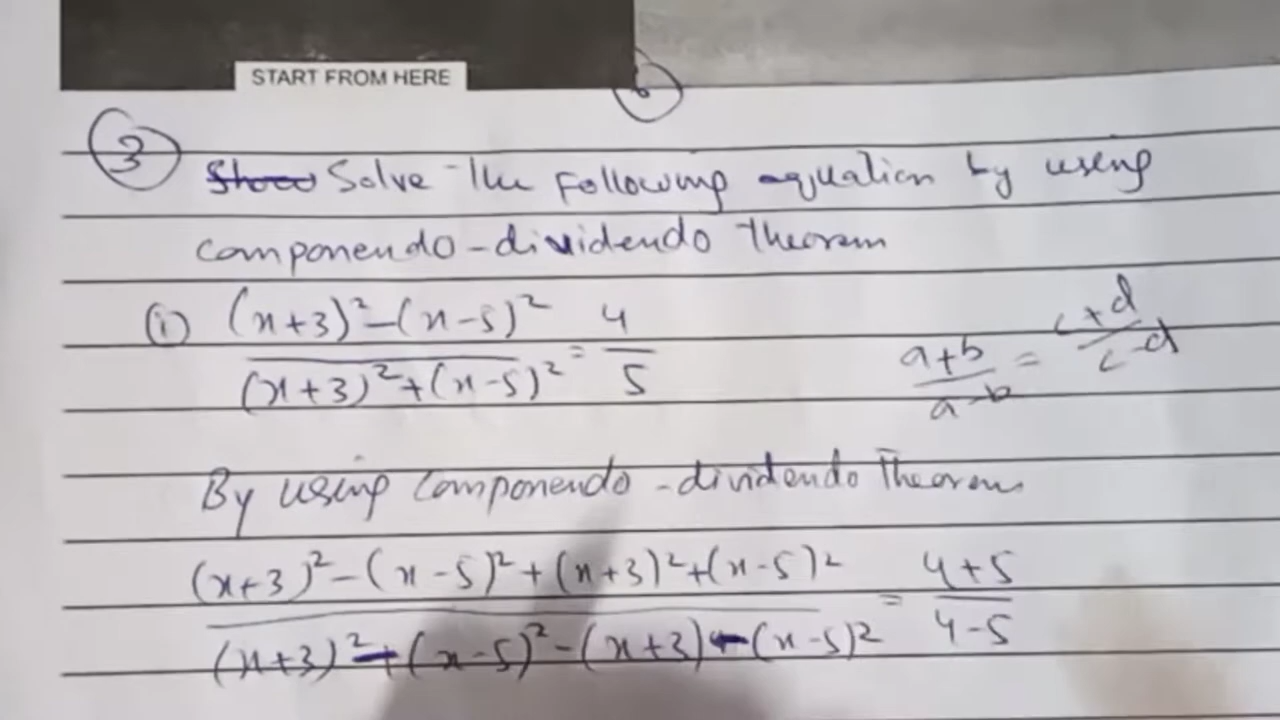 START FROM HERE
6
③ Solve the following equation by using
componendo-dividendo theorem
(i) (x+3)²-(x-5)² / (x+3)²+(x-5)² = 4/5
a+b / a-b = c+d / c-d
By using componendo-dividendo theorem
(x+3)²-(x-5)²+(x+3)²+(x-5)² / (x+3)²-(x-5)²-(x+3)-(x-5)² = 4+5 / 4-5